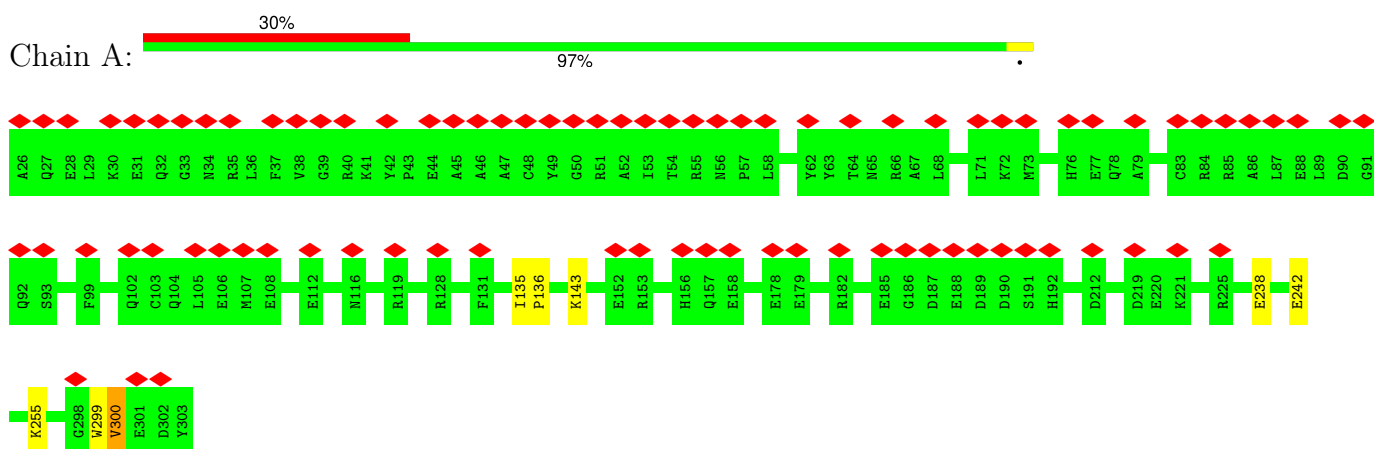 30%
Chain A:
97%
.
A26 Q27 E28 L29 K30 E31 Q32 G33 N34 R35 L36 F37 V38 G39 R40 K41 Y42 P43 E44 A45 A46 A47 C48 Y49 G50 R51 A52 I53 T54 R55 N56 P57 L58 Y62 Y63 T64 N65 R66 A67 L68 L71 K72 M73 H76 E77 Q78 A79 C83 R84 R85 A86 L87 E88 L89 D90 G91
Q92 S93 F99 Q102 C103 Q104 L105 E106 M107 E108 E112 N116 R119 R128 F131 I135 P136 K143 E152 R153 H156 Q157 E158 E178 E179 R182 E185 G186 D187 E188 D189 D190 S191 H192 D212 D219 E220 K221 R225 E238 E242
K255 G298 W299 V300 E301 D302 Y303